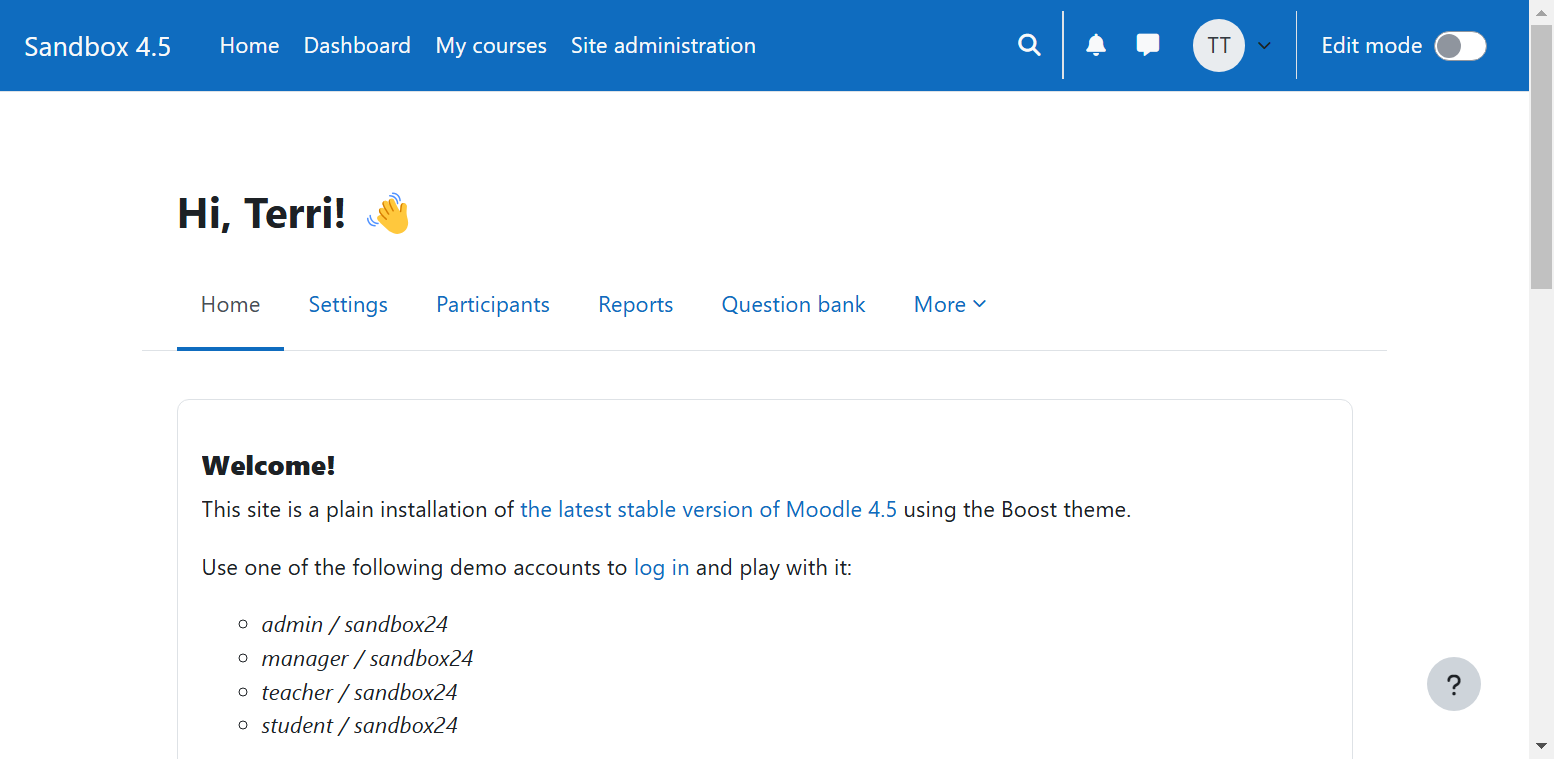 Sandbox 4.5 Home Dashboard My courses Site administration TT Edit mode
Hi, Terri! 👋
Home Settings Participants Reports Question bank More
Welcome!
This site is a plain installation of the latest stable version of Moodle 4.5 using the Boost theme.
Use one of the following demo accounts to log in and play with it:
admin / sandbox24
manager / sandbox24
teacher / sandbox24
student / sandbox24
?